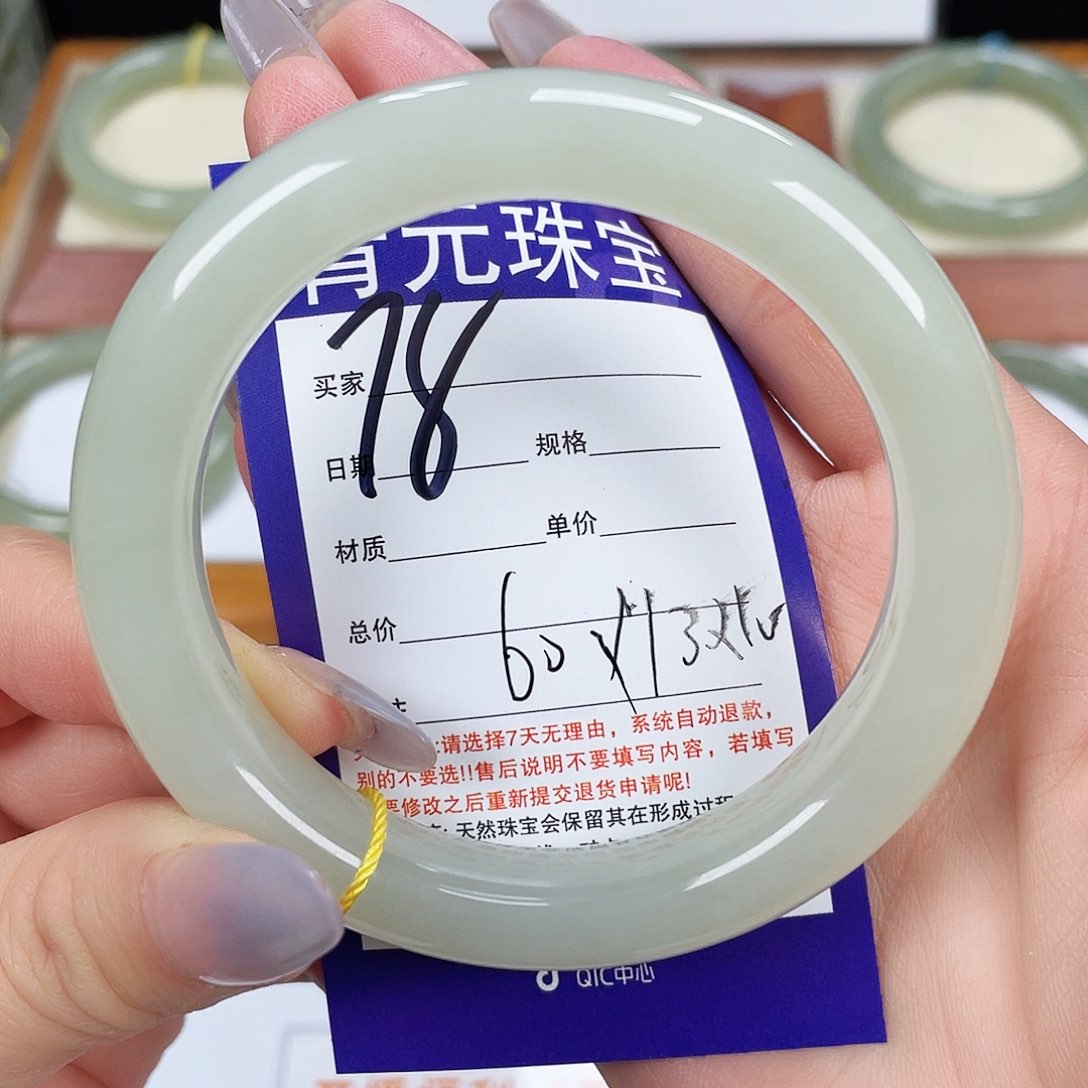 元珠宝
78
买家
日期 规格
材质 单价
总价
60x13x10
:请选择7天无理由，系统自动退款，
别的不要选!!售后说明不要填写内容，若填写
要修改之后重新提交退货申请呢!
天然珠宝会保留其在形成过程
QIC中心